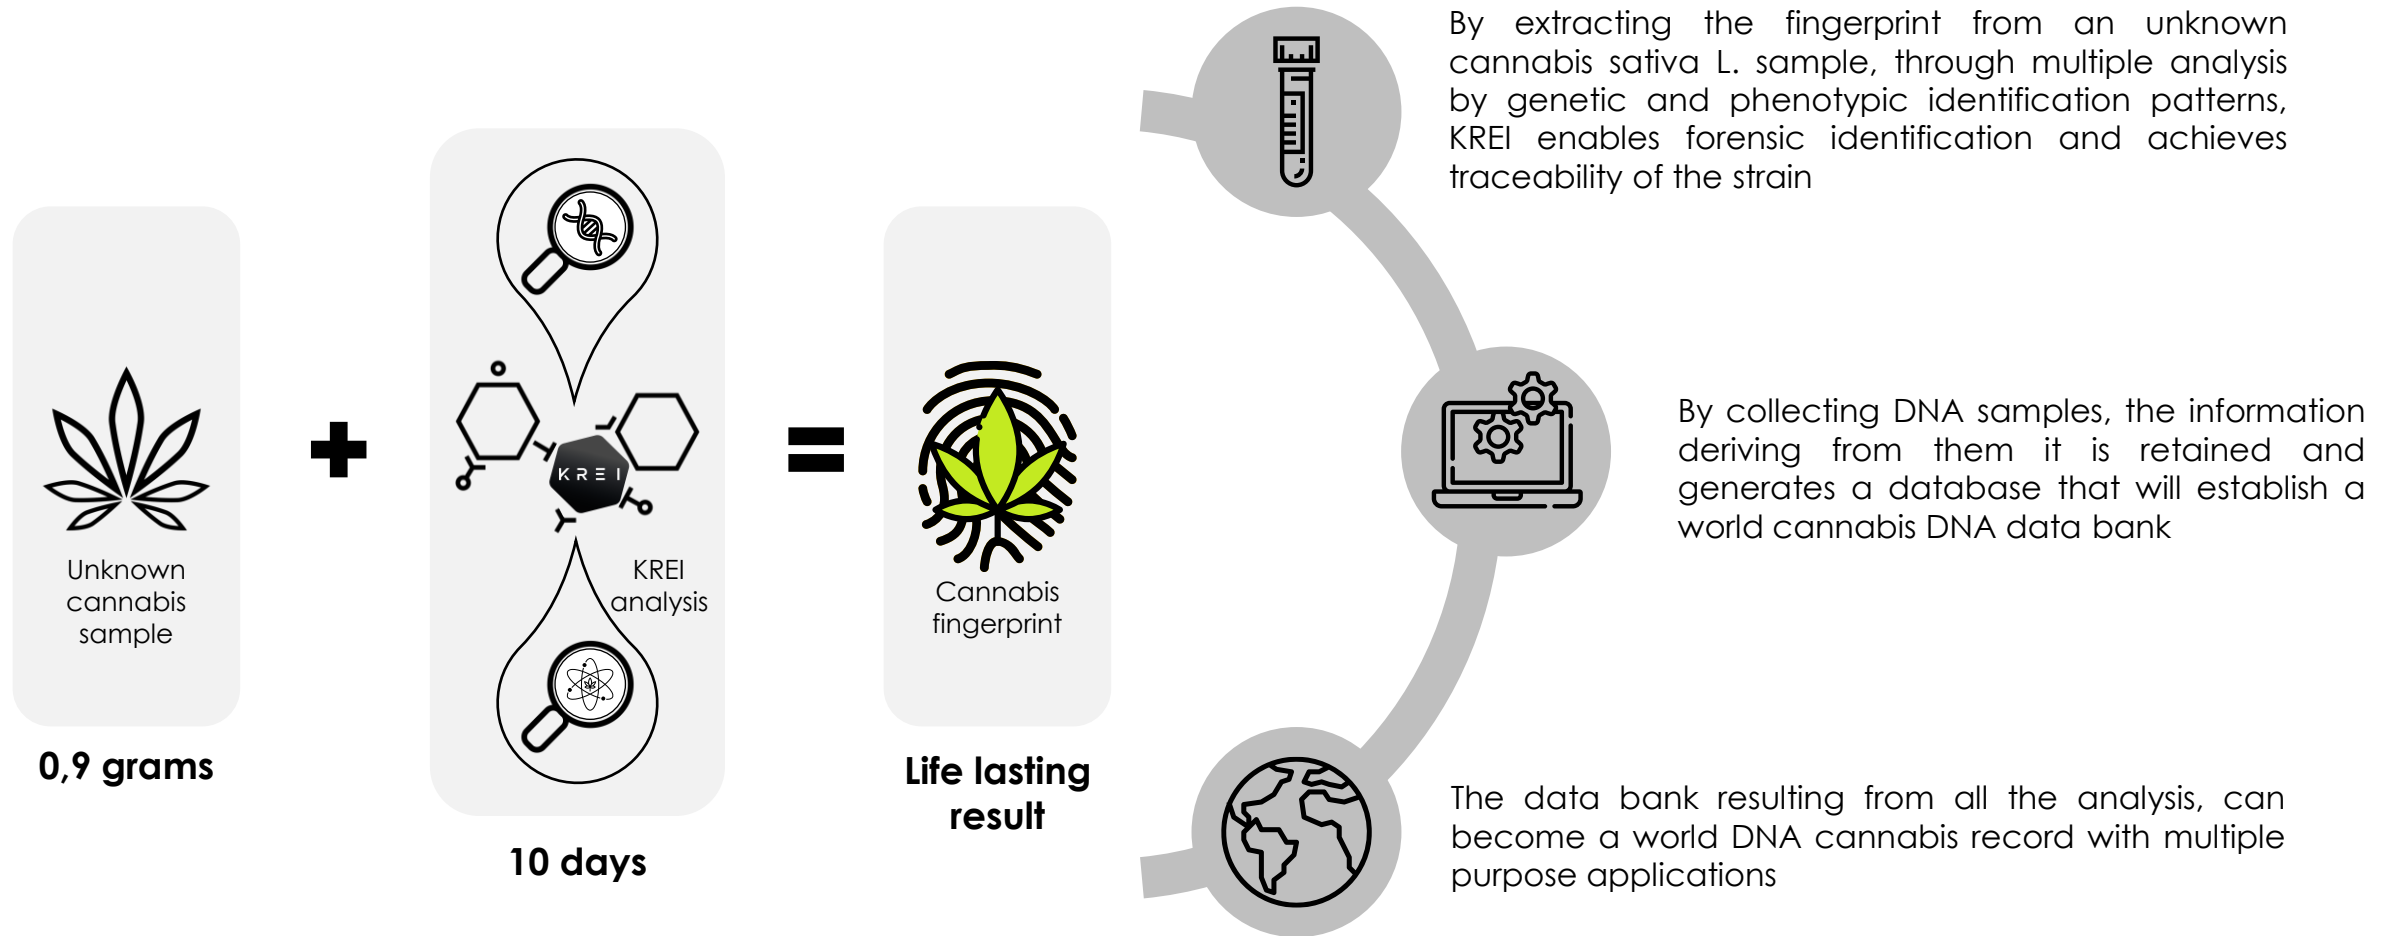 Unknown
cannabis
sample
0,9 grams
KREI
KREI
analysis
10 days
Cannabis
fingerprint
Life lasting
result
By extracting the fingerprint from an unknown
cannabis sativa L. sample, through multiple analysis
by genetic and phenotypic identification patterns,
KREI enables forensic identification and achieves
traceability of the strain
By collecting DNA samples, the information
deriving from them it is retained and
generates a database that will establish a
world cannabis DNA data bank
The data bank resulting from all the analysis, can
become a world DNA cannabis record with multiple
purpose applications